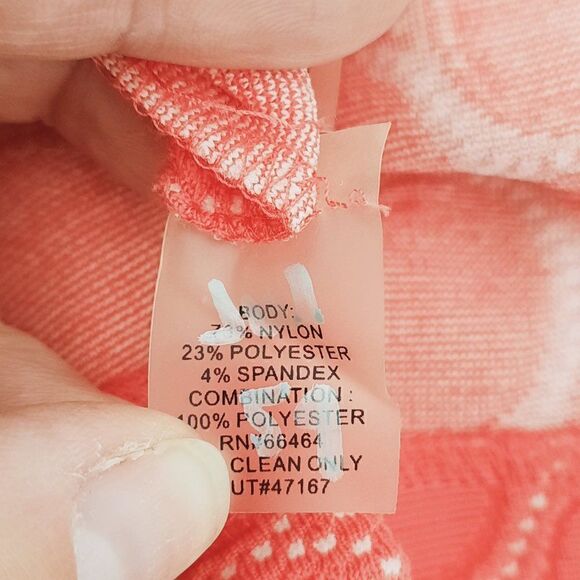 BODY:
% NYLON
23% POLYESTER
4% SPANDEX
COMBINATION :
100% POLYESTER
RN#66464
CLEAN ONLY
UT#47167